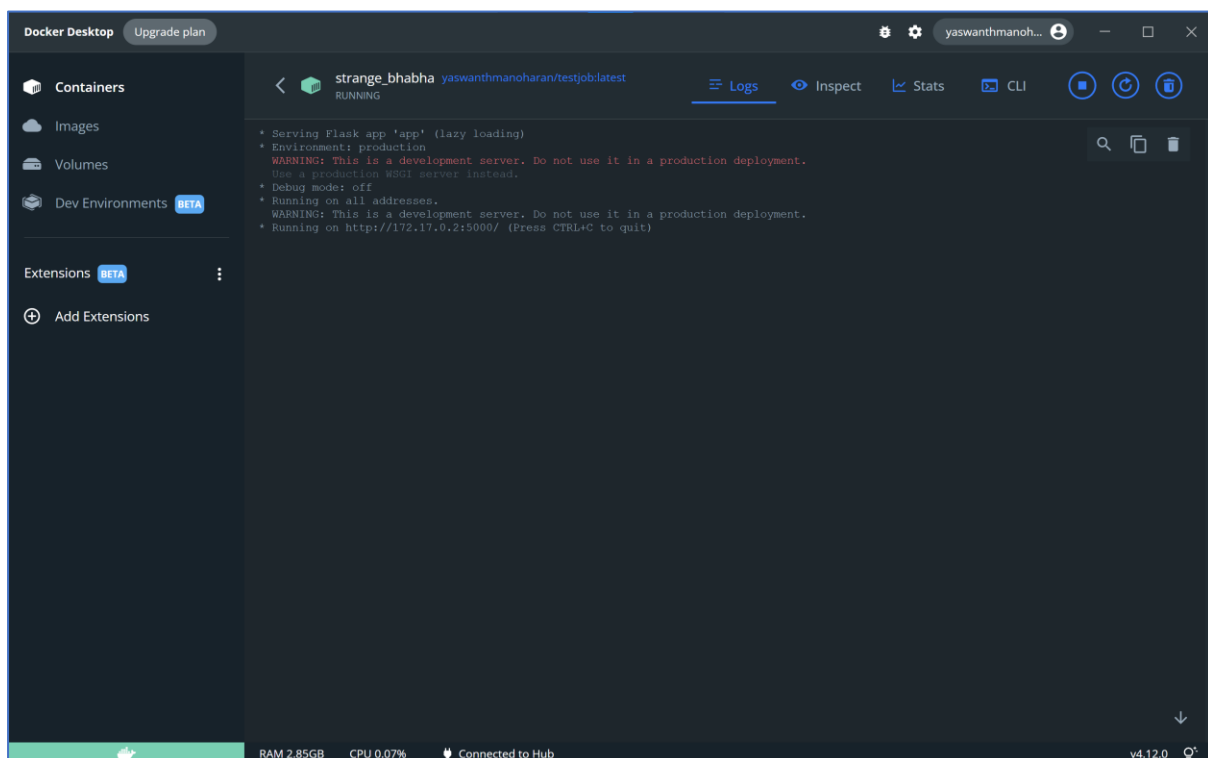 Docker Desktop Upgrade plan yaswanthmanoh...
Containers
Images
Volumes
Dev Environments BETA
Extensions BETA
Add Extensions
strange_bhabha yaswanthmanoharan/testjob:latest
RUNNING
Logs Inspect Stats CLI
* Serving Flask app 'app' (lazy loading)
* Environment: production
WARNING: This is a development server. Do not use it in a production deployment.
Use a production WSGI server instead.
* Debug mode: off
* Running on all addresses.
WARNING: This is a development server. Do not use it in a production deployment.
* Running on http://172.17.0.2:5000/ (Press CTRL+C to quit)
RAM 2.85GB CPU 0.07% Connected to Hub v4.12.0